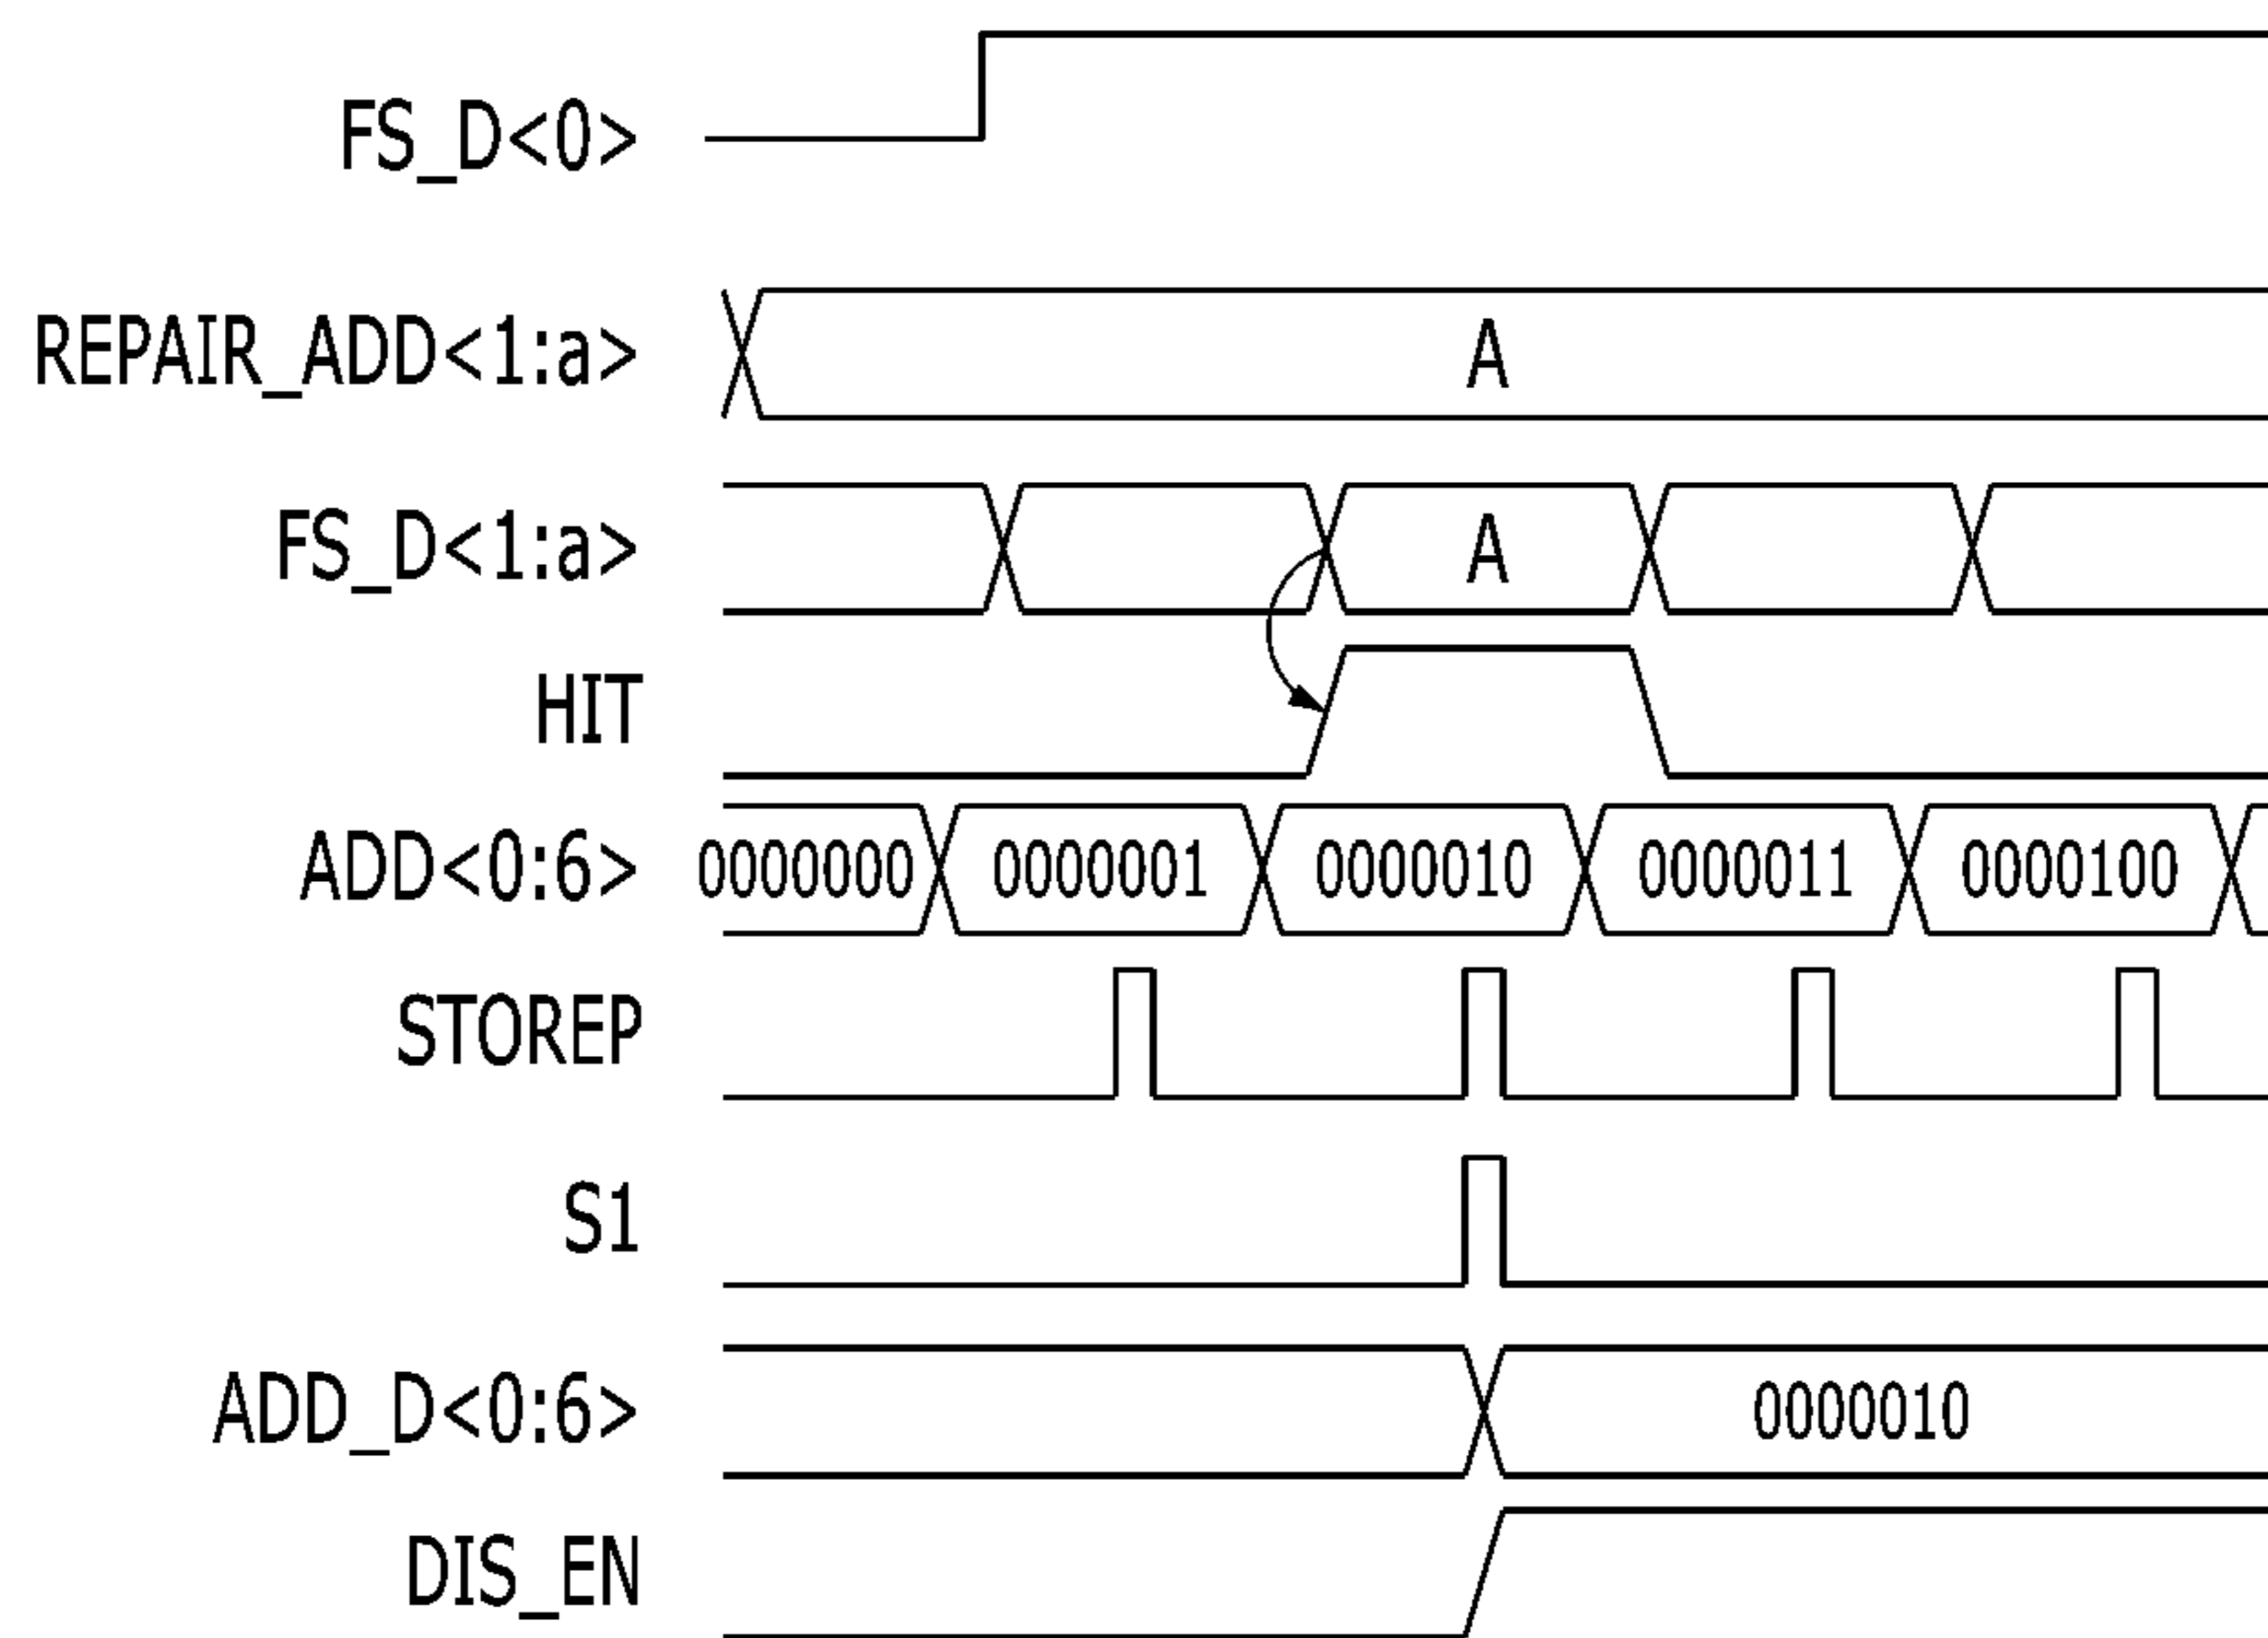 FS_D<0>
REPAIR_ADD<1:a> A
FS_D<1:a> A
HIT
ADD<0:6> 0000000 0000001 0000010 0000011 0000100
STOREP
S1
ADD_D<0:6> 0000010
DIS_EN